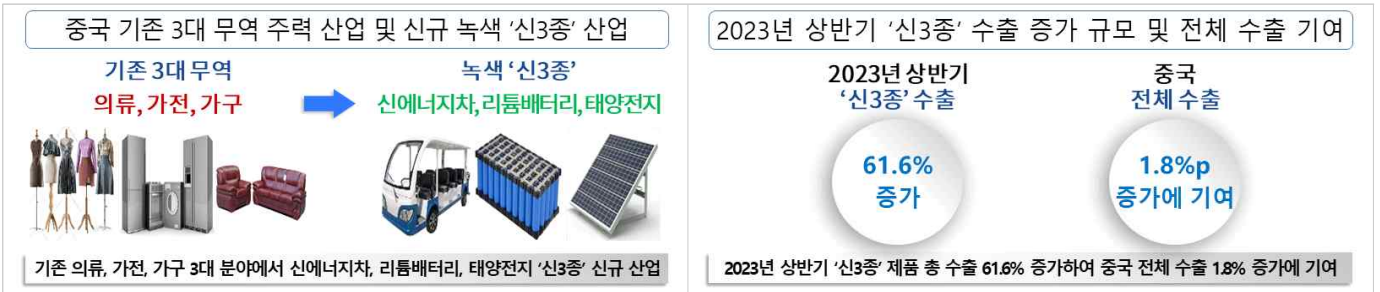 중국 기존 3대 무역 주력 산업 및 신규 녹색 ‘신3종’ 산업
기존 3대 무역
의류, 가전, 가구
녹색 ‘신3종’
신에너지차, 리튬배터리, 태양전지
기존 의류, 가전, 가구 3대 분야에서 신에너지차, 리튬배터리, 태양전지 ‘신3종’ 신규 산업
2023년 상반기 ‘신3종’ 수출 증가 규모 및 전체 수출 기여
2023년 상반기
‘신3종’ 수출
61.6%
증가
중국
전체 수출
1.8%p
증가에 기여
2023년 상반기 ‘신3종’ 제품 총 수출 61.6% 증가하여 중국 전체 수출 1.8% 증가에 기여